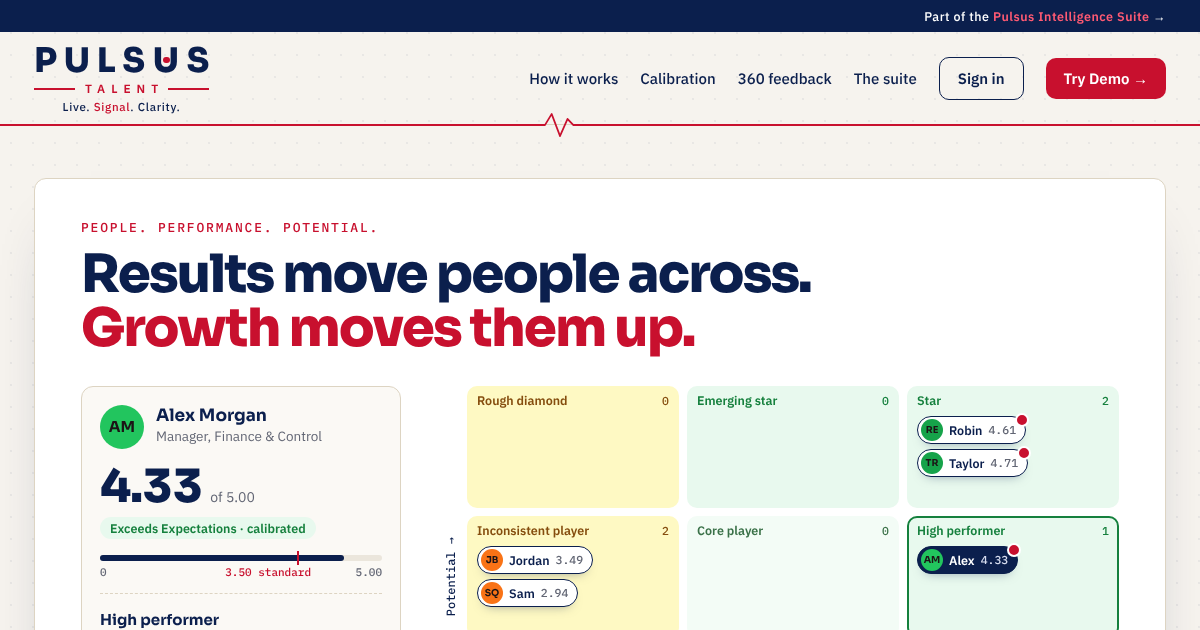 Part of the Pulsus Intelligence Suite →
PULSUS
TALENT
Live. Signal. Clarity.
How it works
Calibration
360 feedback
The suite
Sign in
Try Demo →
PEOPLE. PERFORMANCE. POTENTIAL.
Results move people across.
Growth moves them up.
AM
Alex Morgan
Manager, Finance & Control
4.33 of 5.00
Exceeds Expectations · calibrated
0 3.50 standard 5.00
High performer
Potential →
Rough diamond 0
Emerging star 0
Star 2
RE Robin 4.61
TR Taylor 4.71
Inconsistent player 2
JB Jordan 3.49
SQ Sam 2.94
Core player 0
High performer 1
AM Alex 4.33